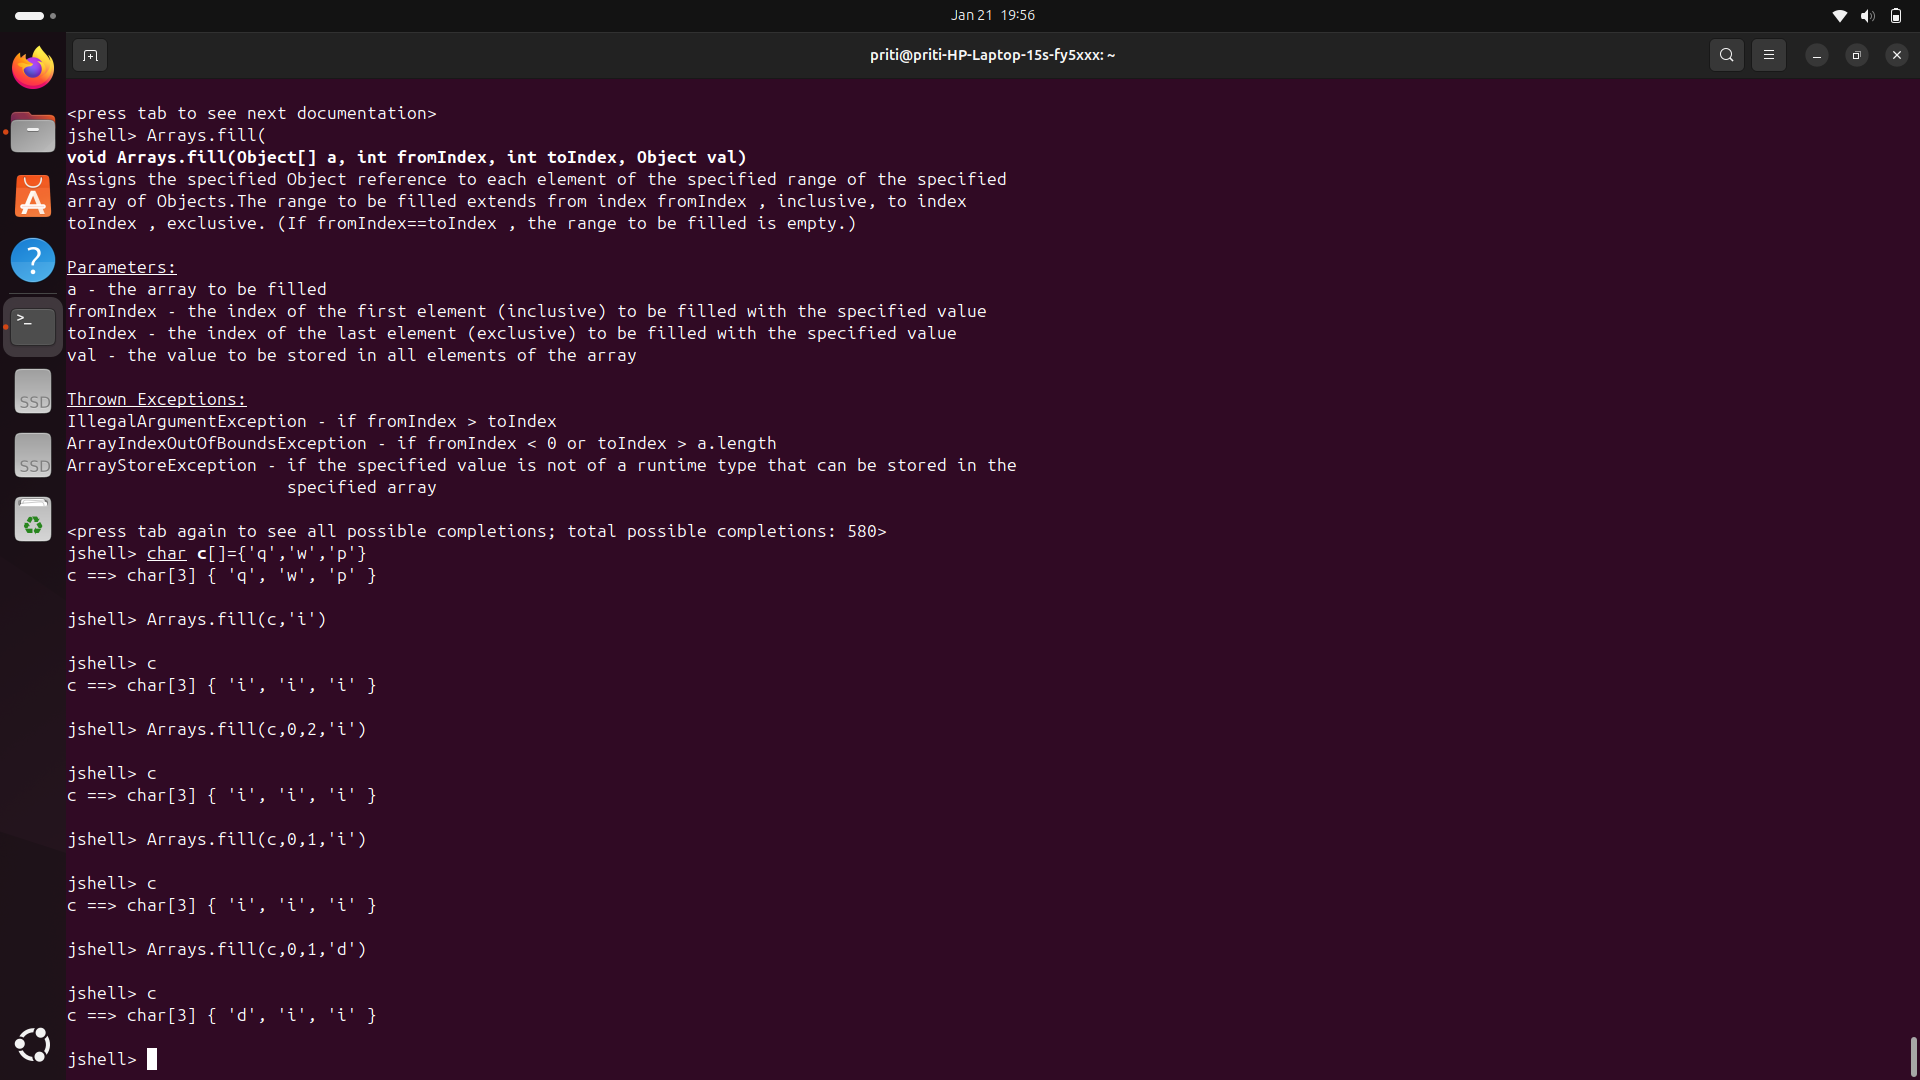 Jan 21 19:56
priti@priti-HP-Laptop-15s-fy5xxx: ~
<press tab to see next documentation>
jshell> Arrays.fill(
void Arrays.fill(Object[] a, int fromIndex, int toIndex, Object val)
Assigns the specified Object reference to each element of the specified range of the specified
array of Objects.The range to be filled extends from index fromIndex , inclusive, to index
toIndex , exclusive. (If fromIndex==toIndex , the range to be filled is empty.)
Parameters:
a - the array to be filled
fromIndex - the index of the first element (inclusive) to be filled with the specified value
toIndex - the index of the last element (exclusive) to be filled with the specified value
val - the value to be stored in all elements of the array
Thrown Exceptions:
IllegalArgumentException - if fromIndex > toIndex
ArrayIndexOutOfBoundsException - if fromIndex < 0 or toIndex > a.length
ArrayStoreException - if the specified value is not of a runtime type that can be stored in the
specified array
<press tab again to see all possible completions; total possible completions: 580>
jshell> char c[]={'q','w','p'}
c ==> char[3] { 'q', 'w', 'p' }
jshell> Arrays.fill(c,'i')
jshell> c
c ==> char[3] { 'i', 'i', 'i' }
jshell> Arrays.fill(c,0,2,'i')
jshell> c
c ==> char[3] { 'i', 'i', 'i' }
jshell> Arrays.fill(c,0,1,'i')
jshell> c
c ==> char[3] { 'i', 'i', 'i' }
jshell> Arrays.fill(c,0,1,'d')
jshell> c
c ==> char[3] { 'd', 'i', 'i' }
jshell>
A
?
>_
SSD
SSD